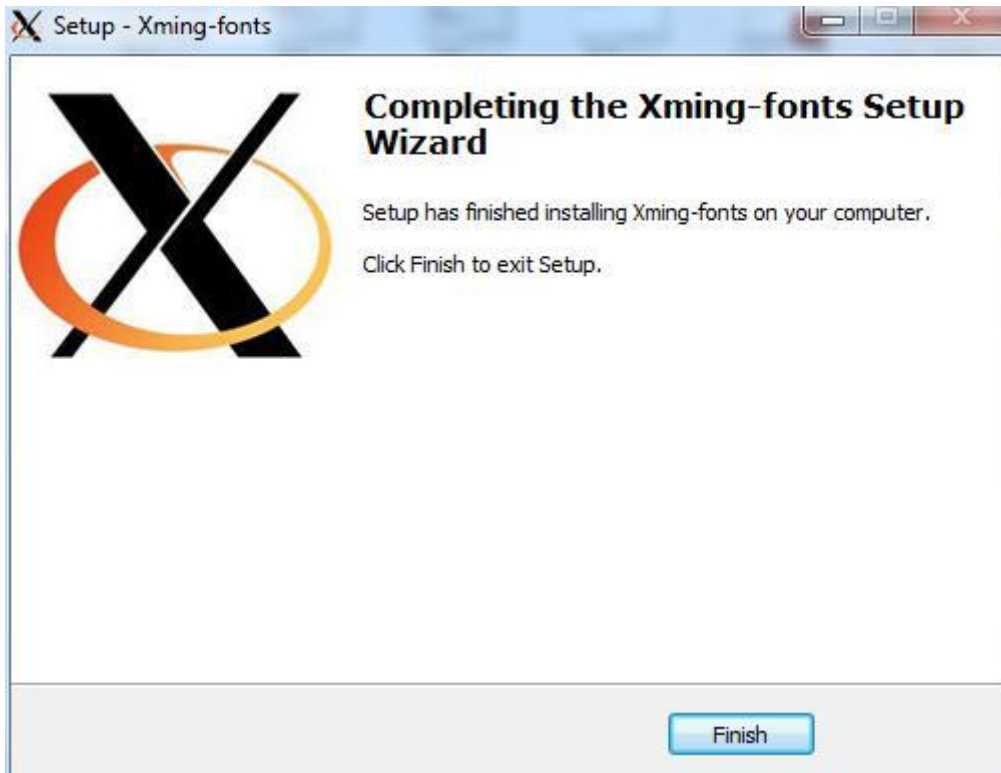 Setup - Xming-fonts
Completing the Xming-fonts Setup
Wizard
Setup has finished installing Xming-fonts on your computer.
Click Finish to exit Setup.
Finish